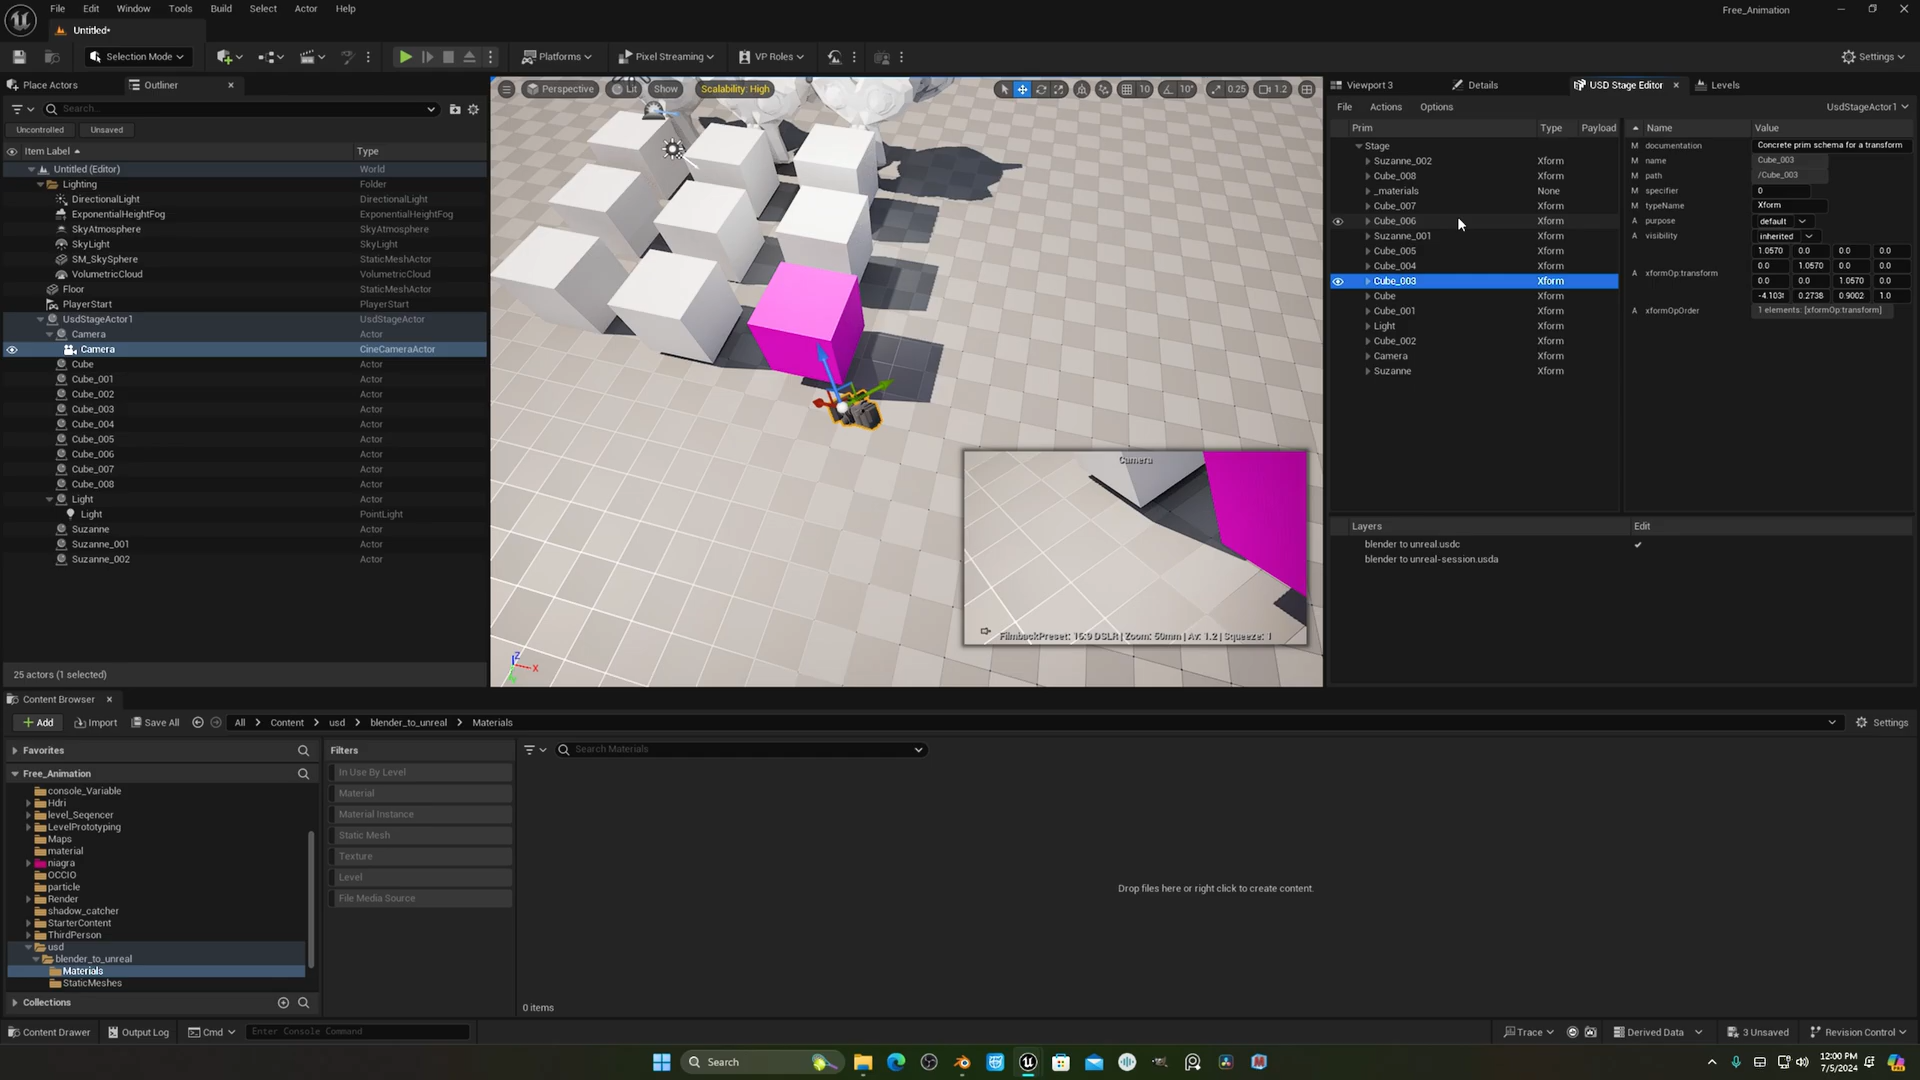 File Edit Window Tools Build Select Actor Help
Free_Animation
Untitled*
Selection Mode
Platforms
Pixel Streaming
VP Roles
Settings
Place Actors
Outliner
Search...
Uncontrolled
Unsaved
Item Label Type
Untitled (Editor) World
Lighting Folder
DirectionalLight DirectionalLight
ExponentialHeightFog ExponentialHeightFog
SkyAtmosphere SkyAtmosphere
SkyLight SkyLight
SM_SkySphere StaticMeshActor
VolumetricCloud VolumetricCloud
Floor StaticMeshActor
PlayerStart PlayerStart
UsdStageActor1 UsdStageActor
Camera Actor
Camera CineCameraActor
Cube Actor
Cube_001 Actor
Cube_002 Actor
Cube_003 Actor
Cube_004 Actor
Cube_005 Actor
Cube_006 Actor
Cube_007 Actor
Cube_008 Actor
Light Actor
Light PointLight
Suzanne Actor
Suzanne_001 Actor
Suzanne_002 Actor
25 actors (1 selected)
Perspective
Lit
Show
Scalability: High
10
10°
0.25
1.2
Camera
FilmbackPreset: 16:9 DSLR | Zoom: 50mm | Av: 1.2 | Squeeze: 1
Z
X
Viewport 3
Details
USD Stage Editor
Levels
File Actions Options
UsdStageActor1
Prim Type Payload
Stage
Suzanne_002 Xform
Cube_008 Xform
_materials None
Cube_007 Xform
Cube_006 Xform
Suzanne_001 Xform
Cube_005 Xform
Cube_004 Xform
Cube_003 Xform
Cube Xform
Cube_001 Xform
Light Xform
Cube_002 Xform
Camera Xform
Suzanne Xform
Name Value
M documentation Concrete prim schema for a transform
M name Cube_003
M path /Cube_003
M specifier 0
M typeName Xform
A purpose default
A visibility inherited
1.0570 0.0 0.0 0.0
0.0 1.0570 0.0 0.0
A xformOp:transform
0.0 0.0 1.0570 0.0
0.2738 0.9002 1.0
A xformOpOrder 1 elements: [xformOp:transform]
Layers Edit
blender to unreal.usdc
blender to unreal-session.usda
Content Browser
Add
Import
Save All
All > Content > usd > blender_to_unreal > Materials
Settings
Favorites
Free_Animation
console_Variable
Hdri
level_Seqencer
LevelPrototyping
Maps
material
niagra
OCCIO
particle
Render
shadow_catcher
StarterContent
ThirdPerson
usd
blender_to_unreal
Materials
StaticMeshes
Collections
Filters
In Use By Level
Material
Material Instance
Static Mesh
Texture
Level
File Media Source
Search Materials
Drop files here or right click to create content.
0 items
Content Drawer
Output Log
Cmd
Enter Console Command
Trace
Derived Data
3 Unsaved
Revision Control
Search
12:00 PM
7/5/2024